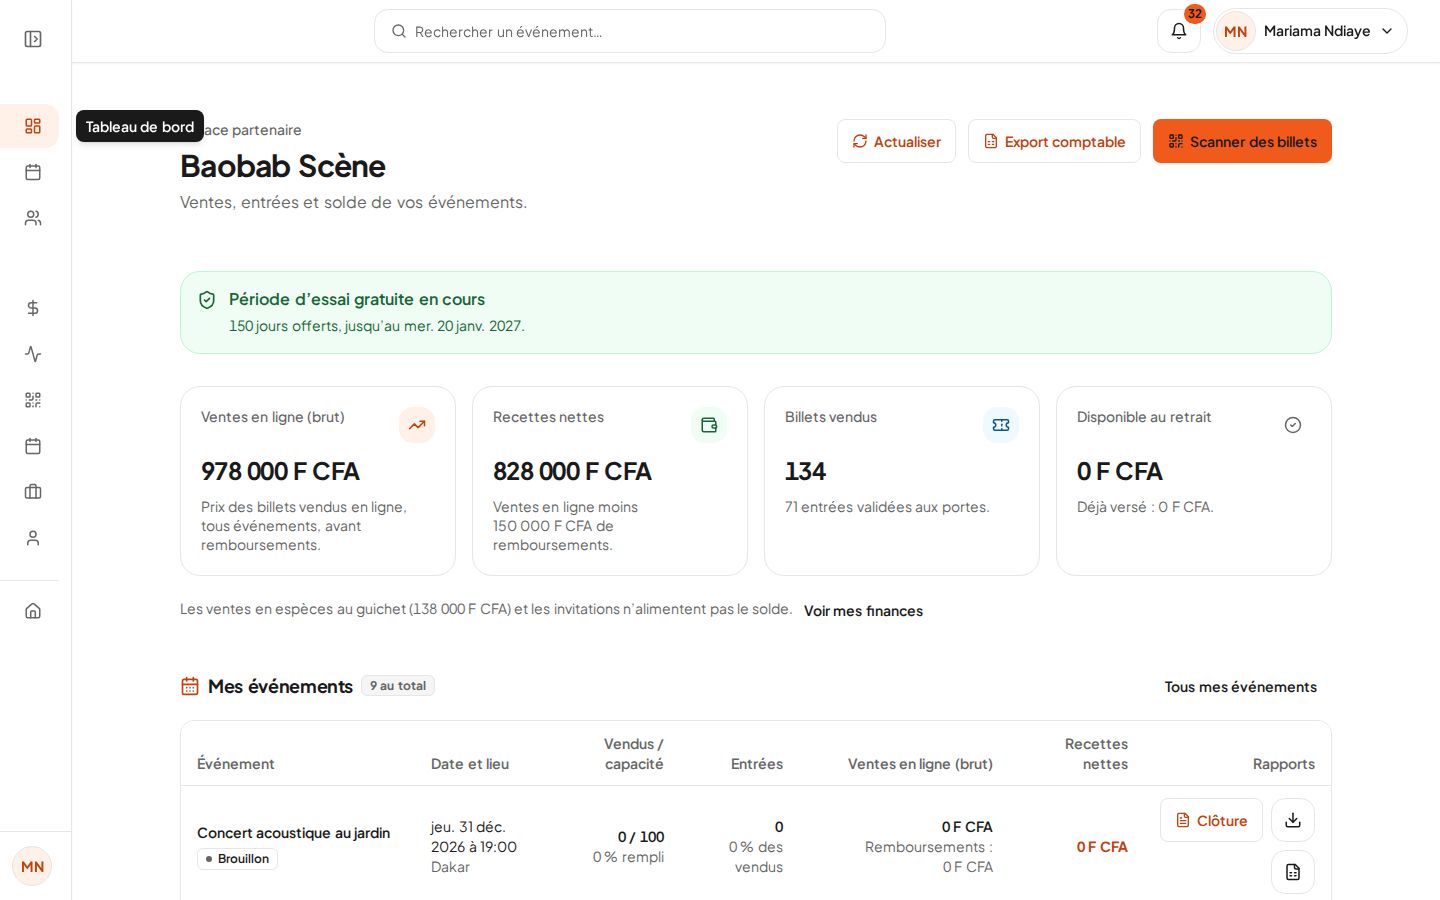 Rechercher un événement...
32
MN
Mariama Ndiaye
Tableau de bord
ace partenaire
Baobab Scène
Ventes, entrées et solde de vos événements.
Actualiser
Export comptable
Scanner des billets
Période d’essai gratuite en cours
150 jours offerts, jusqu’au mer. 20 janv. 2027.
Ventes en ligne (brut)
978 000 F CFA
Prix des billets vendus en ligne,
tous événements, avant
remboursements.
Recettes nettes
828 000 F CFA
Ventes en ligne moins
150 000 F CFA de
remboursements.
Billets vendus
134
71 entrées validées aux portes.
Disponible au retrait
0 F CFA
Déjà versé : 0 F CFA.
Les ventes en espèces au guichet (138 000 F CFA) et les invitations n’alimentent pas le solde.
Voir mes finances
Mes événements
9 au total
Tous mes événements
Événement
Date et lieu
Vendus /
capacité
Entrées
Ventes en ligne (brut)
Recettes
nettes
Rapports
Concert acoustique au jardin
Brouillon
jeu. 31 déc.
2026 à 19:00
Dakar
0 / 100
0 % rempli
0
0 % des
vendus
0 F CFA
Remboursements :
0 F CFA
0 F CFA
Clôture
MN